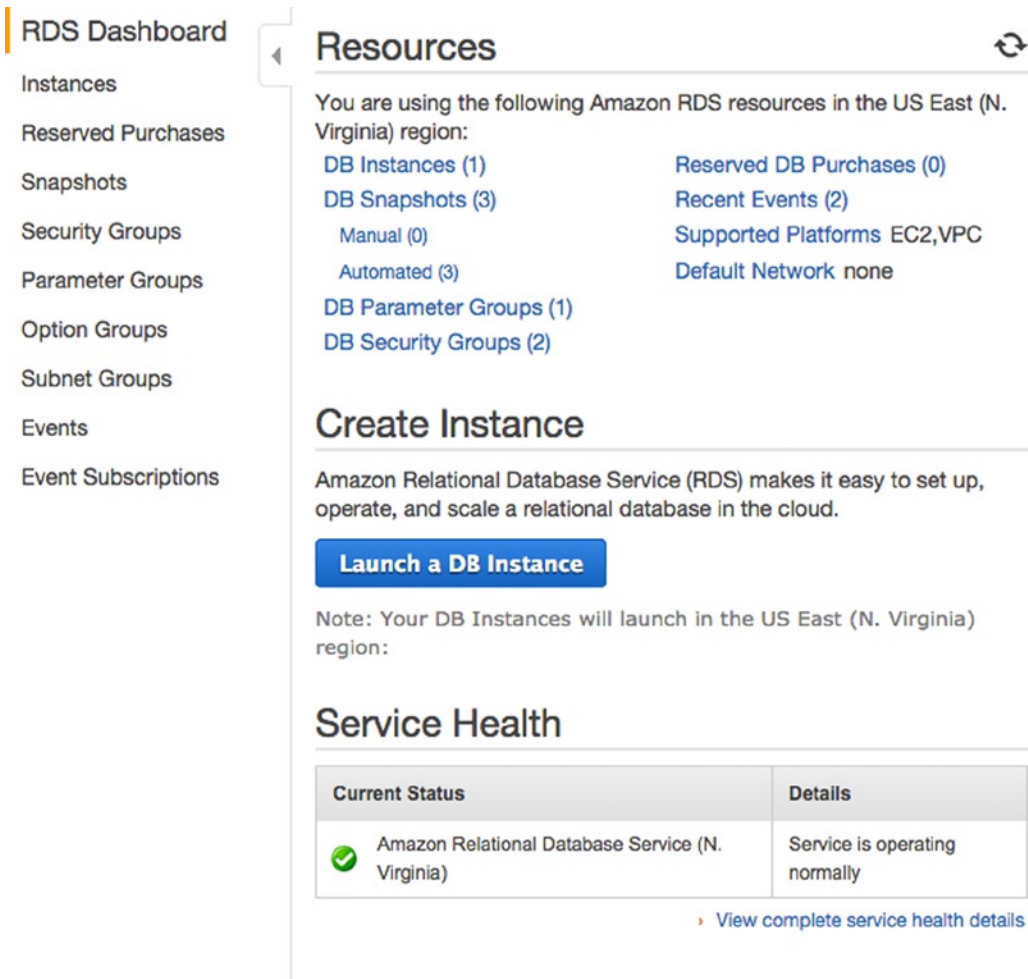 RDS Dashboard
Instances
Reserved Purchases
Snapshots
Security Groups
Parameter Groups
Option Groups
Subnet Groups
Events
Event Subscriptions
Resources
You are using the following Amazon RDS resources in the US East (N.
Virginia) region:
DB Instances (1)
DB Snapshots (3)
Manual (0)
Automated (3)
DB Parameter Groups (1)
DB Security Groups (2)
Reserved DB Purchases (0)
Recent Events (2)
Supported Platforms EC2,VPC
Default Network none
Create Instance
Amazon Relational Database Service (RDS) makes it easy to set up,
operate, and scale a relational database in the cloud.
Launch a DB Instance
Note: Your DB Instances will launch in the US East (N. Virginia)
region:
Service Health
Current Status
Details
Amazon Relational Database Service (N.
Virginia)
Service is operating
normally
› View complete service health details